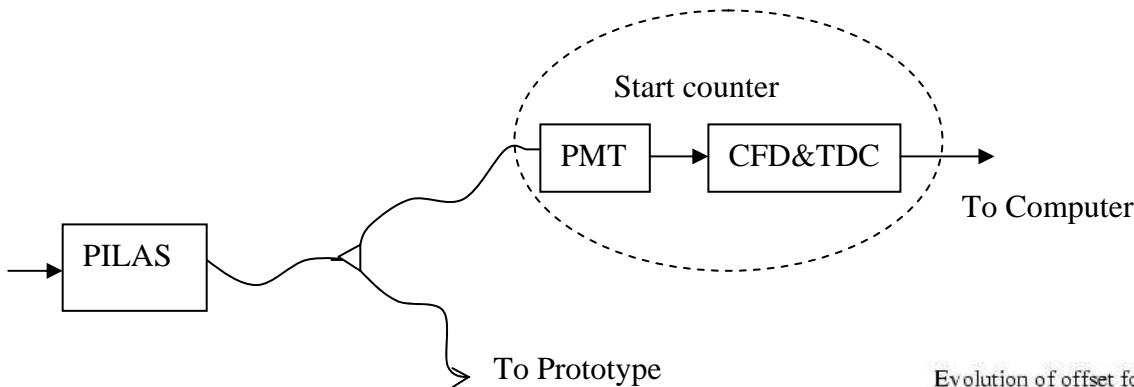 Start counter
PMT
CFD&TDC
To Computer
PILAS
To Prototype
Evolution of offset fo